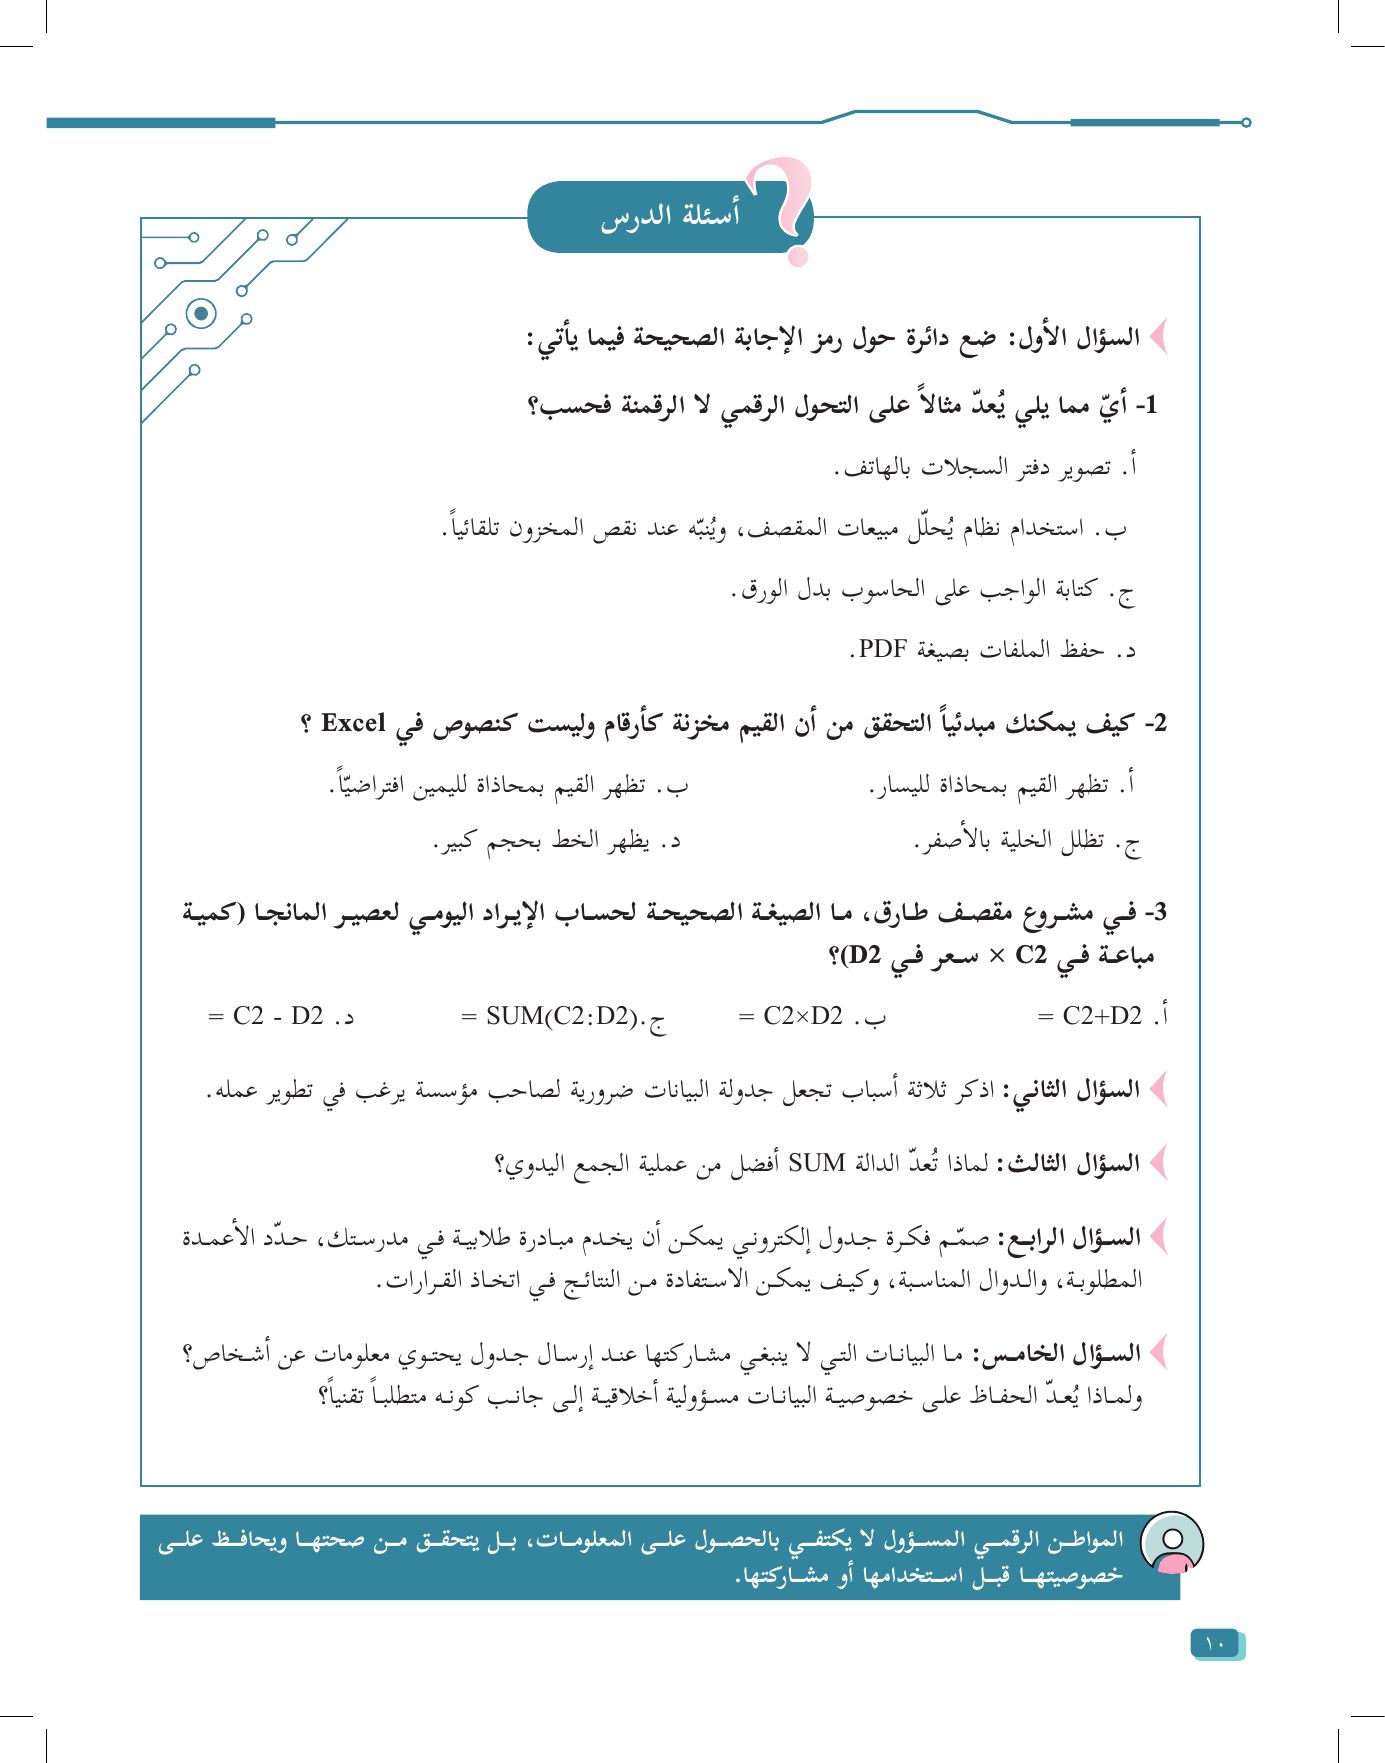 أسئلة الدرس
السؤال الأول: ضع دائرة حول رمز الإجابة الصحيحة فيما يأتي:
1- أيّ مما يلي يُعدّ مثالاً على التحول الرقمي لا الرقمنة فحسب؟
أ. تصوير دفتر السجلات بالهاتف.
ب. استخدام نظام يُحلّل مبيعات المقصف، ويُنبّه عند نقص المخزون تلقائياً.
ج. كتابة الواجب على الحاسوب بدل الورق.
د. حفظ الملفات بصيغة PDF.
2- كيف يمكنك مبدئياً التحقق من أن القيم مخزنة كأرقام وليست كنصوص في Excel ؟
أ. تظهر القيم بمحاذاة لليسار. ب. تظهر القيم بمحاذاة لليمين افتراضيّاً.
ج. تظلل الخلية بالأصفر. د. يظهر الخط بحجم كبير.
3- في مشروع مقصف طارق، ما الصيغة الصحيحة لحساب الإيراد اليومي لعصير المانجا (كمية
مباعة في C2 × سعر في D2)؟
أ. = C2+D2 ب. = C2×D2 ج. = SUM(C2:D2) د. = C2 - D2
السؤال الثاني: اذكر ثلاثة أسباب تجعل جدولة البيانات ضرورية لصاحب مؤسسة يرغب في تطوير عمله.
السؤال الثالث: لماذا تُعدّ الدالة SUM أفضل من عملية الجمع اليدوي؟
السؤال الرابع: صمّم فكرة جدول إلكتروني يمكن أن يخدم مبادرة طلابية في مدرستك، حدّد الأعمدة
المطلوبة، والدوال المناسبة، وكيف يمكن الاستفادة من النتائج في اتخاذ القرارات.
السؤال الخامس: ما البيانات التي لا ينبغي مشاركتها عند إرسال جدول يحتوي معلومات عن أشخاص؟
ولماذا يُعدّ الحفاظ على خصوصية البيانات مسؤولية أخلاقية إلى جانب كونه متطلباً تقنياً؟
المواطن الرقمي المسؤول لا يكتفي بالحصول على المعلومات، بل يتحقق من صحتها ويحافظ على
خصوصيتها قبل استخدامها أو مشاركتها.
١٠